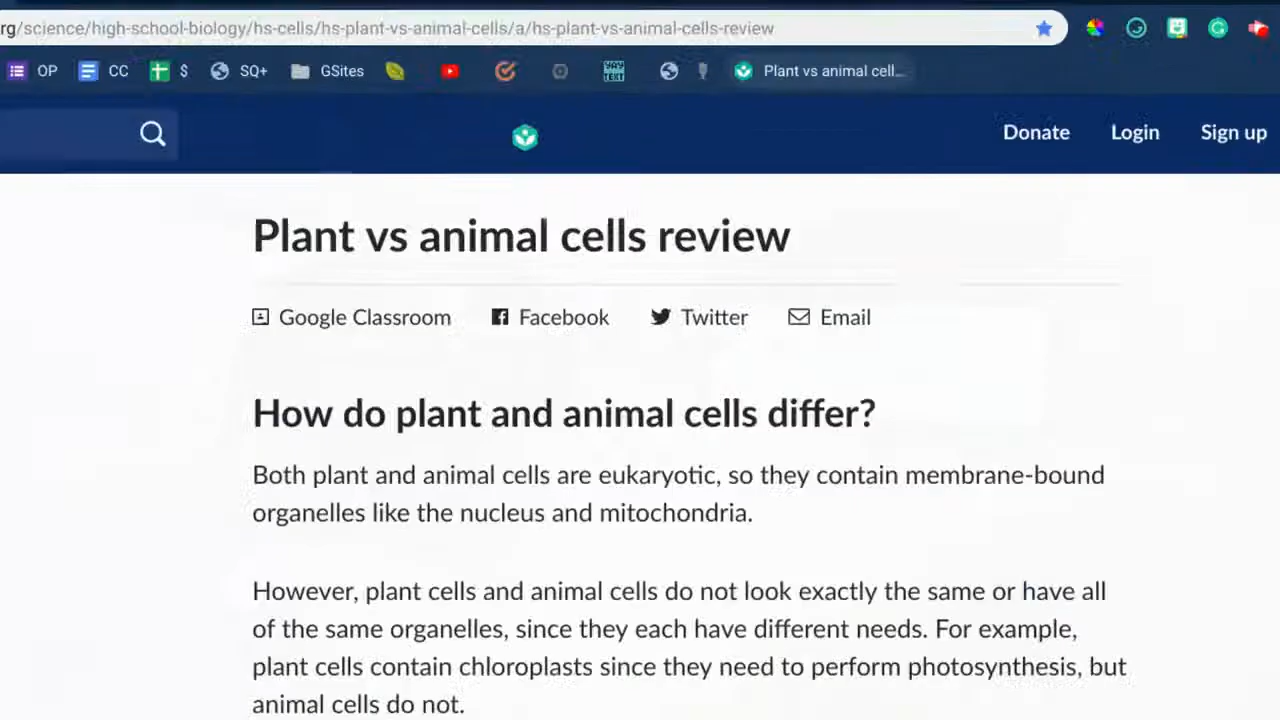 rg/science/high-school-biology/hs-cells/hs-plant-vs-animal-cells/a/hs-plant-vs-animal-cells-review
OP CC $ SQ+ GSites Plant vs animal cell...
Donate Login Sign up
Plant vs animal cells review
Google Classroom Facebook Twitter Email
How do plant and animal cells differ?
Both plant and animal cells are eukaryotic, so they contain membrane-bound
organelles like the nucleus and mitochondria.
However, plant cells and animal cells do not look exactly the same or have all
of the same organelles, since they each have different needs. For example,
plant cells contain chloroplasts since they need to perform photosynthesis, but
animal cells do not.